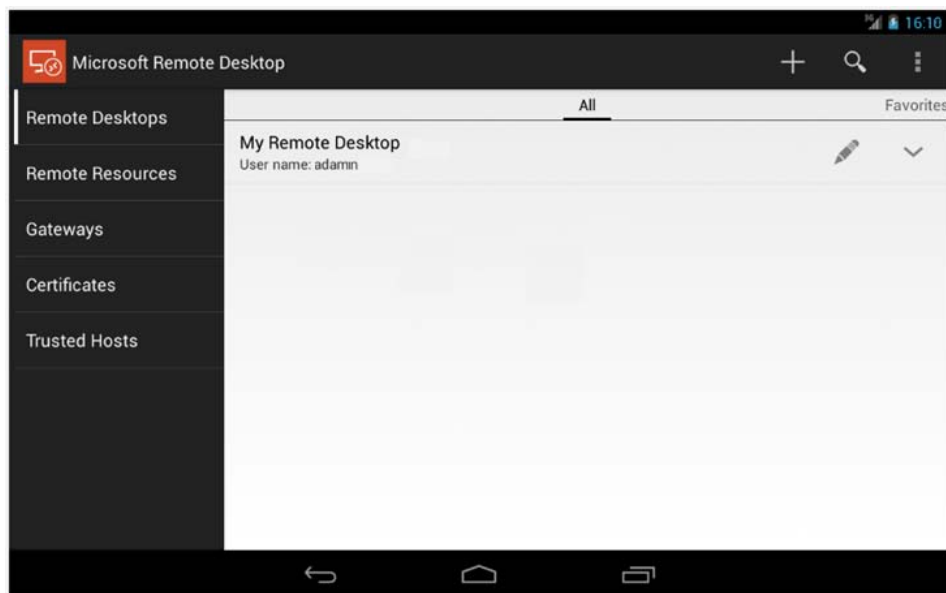 3G 16:10
Microsoft Remote Desktop
Remote Desktops
Remote Resources
Gateways
Certificates
Trusted Hosts
All Favorites
My Remote Desktop
User name: adamn